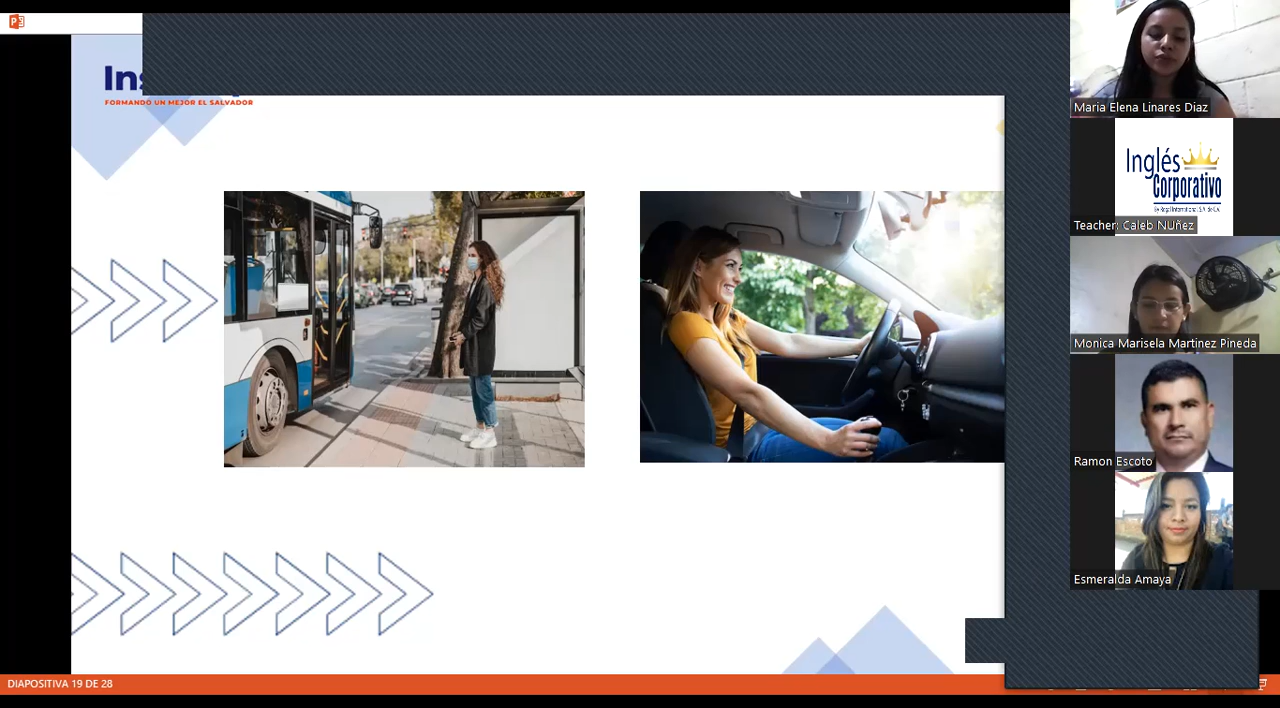 Ins
FORMANDO UN MEJOR EL SALVADOR
DIAPOSITIVA 19 DE 28
Maria Elena Linares Diaz
Inglés
Corporativo
Teacher: Caleb NUñez
Monica Marisela Martinez Pineda
Ramon Escoto
Esmeralda Amaya